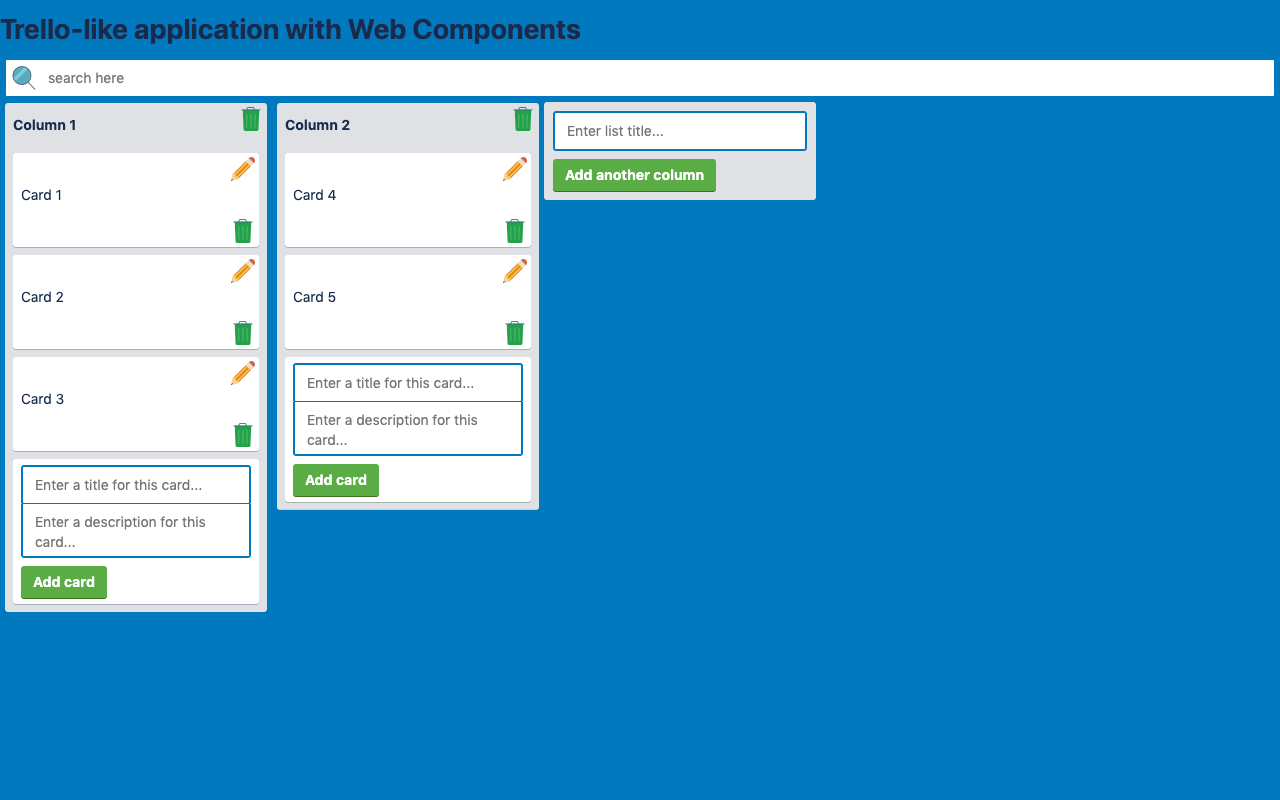 Trello-like application with Web Components
search here
Column 1
Card 1
Card 2
Card 3
Enter a title for this card...
Enter a description for this
card...
Add card
Column 2
Card 4
Card 5
Enter a title for this card...
Enter a description for this
card...
Add card
Enter list title...
Add another column